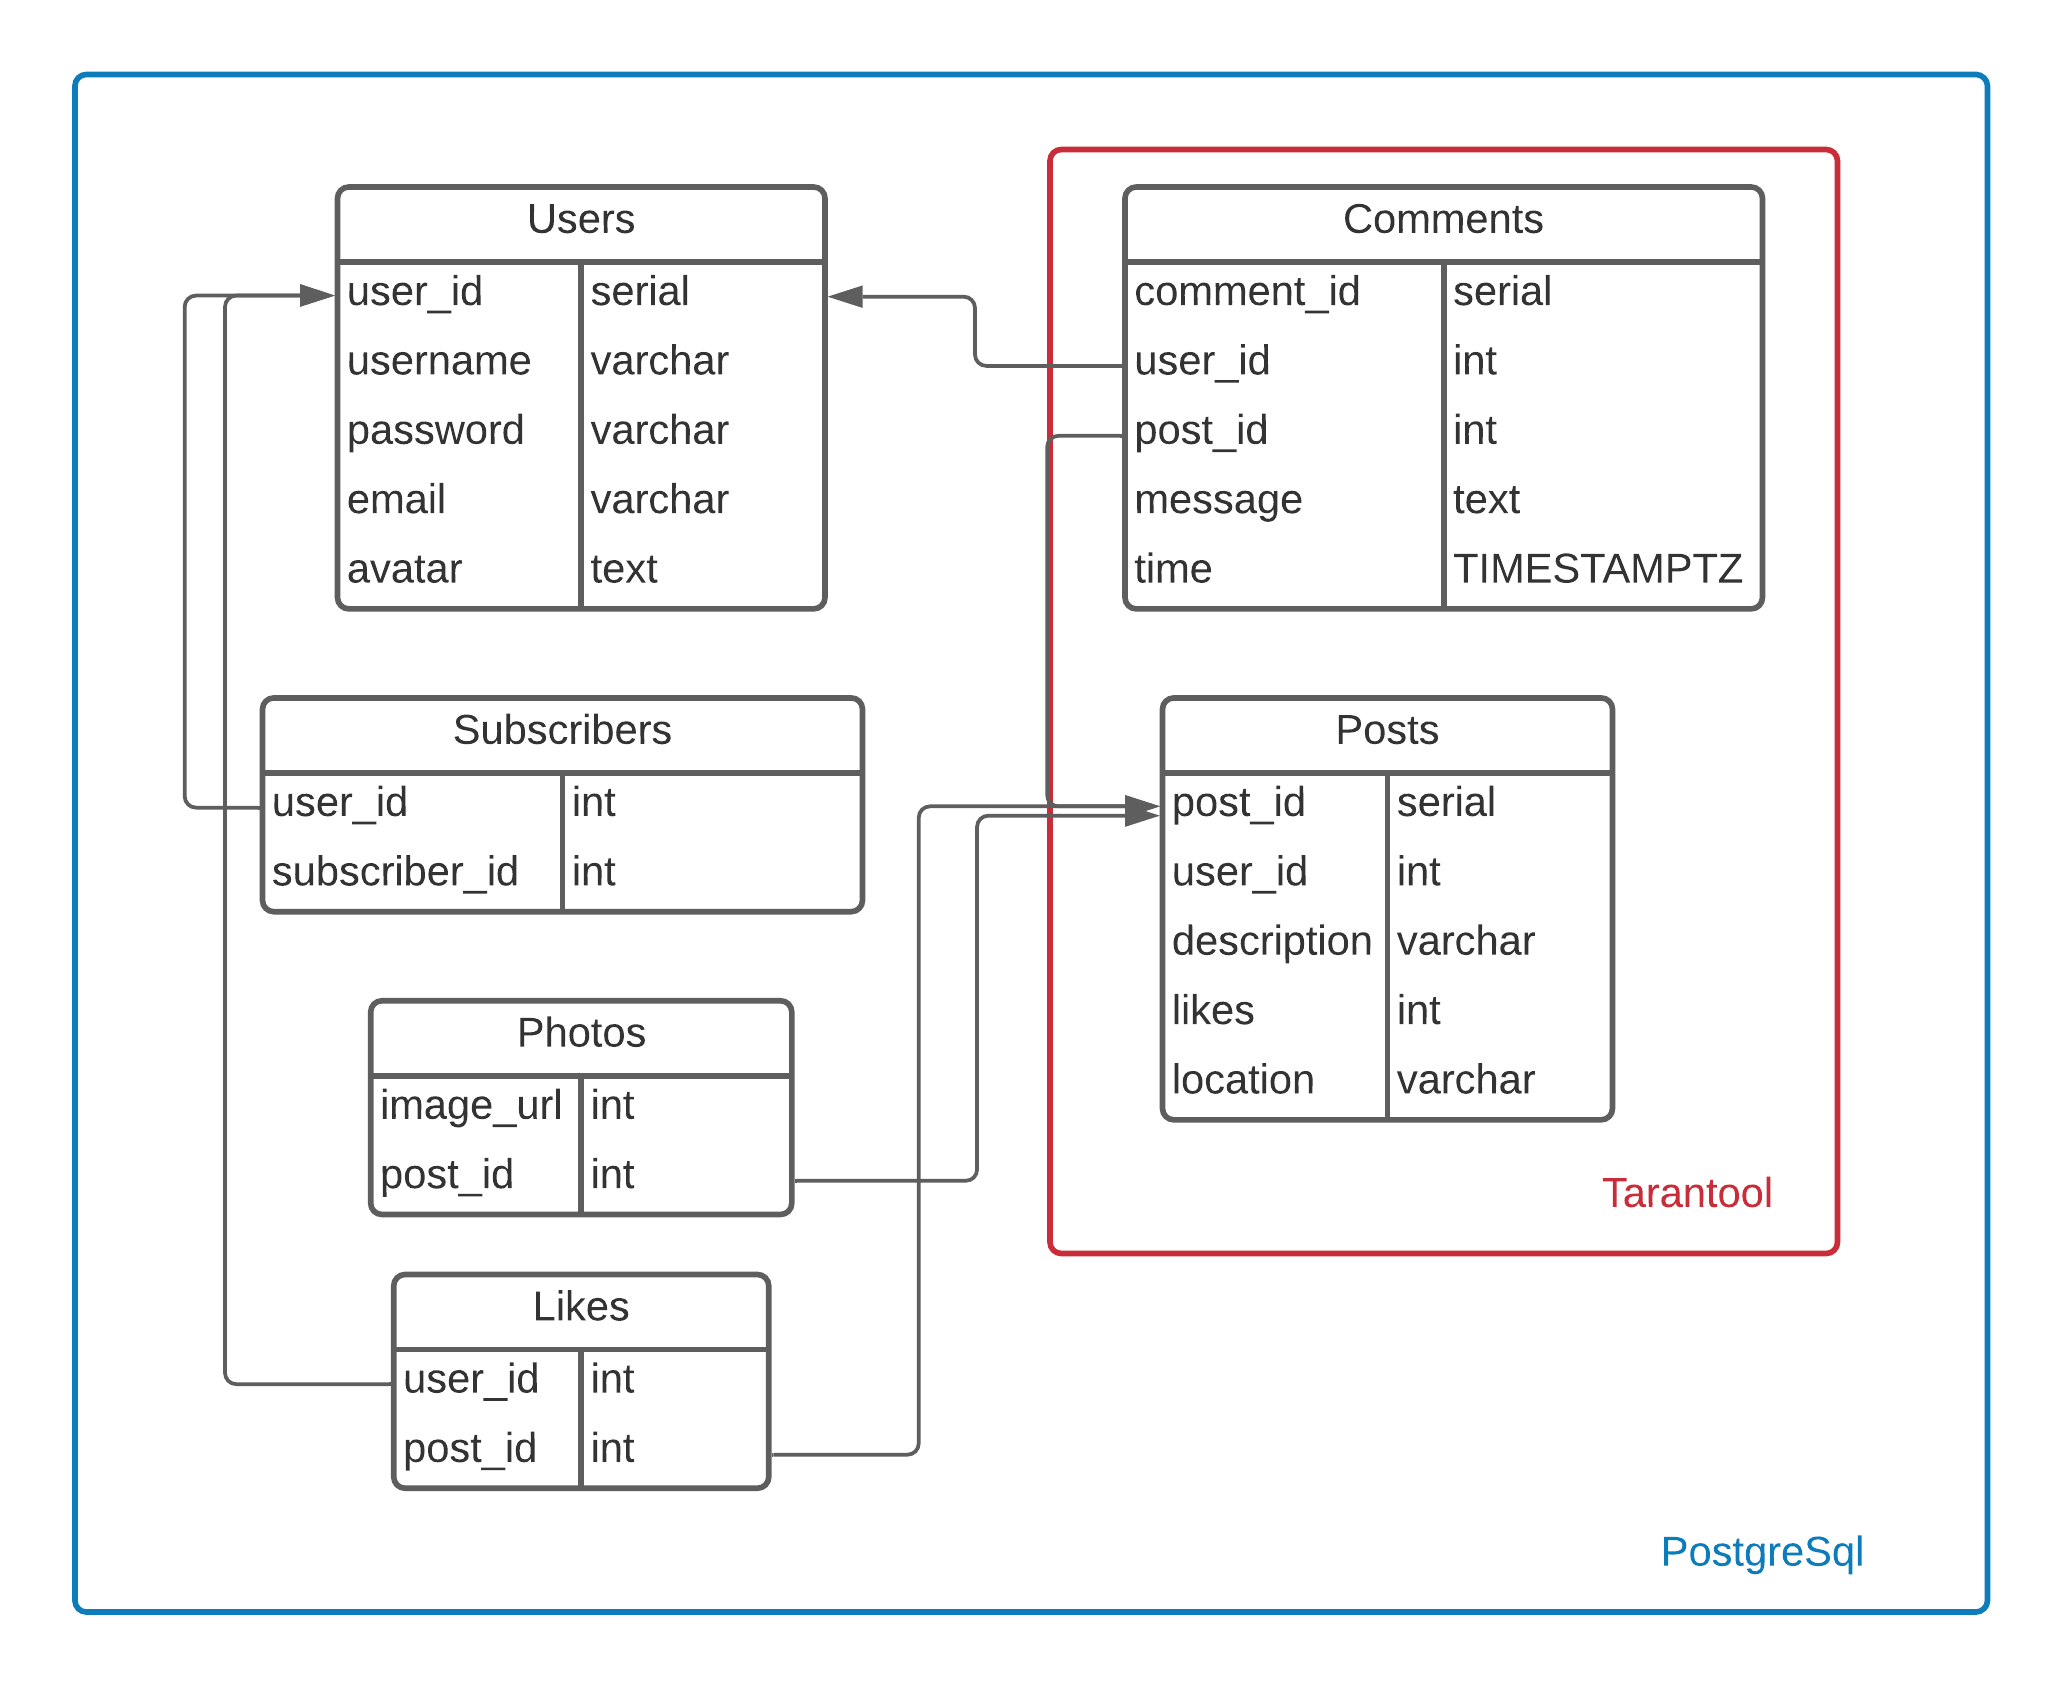 Users
user_id serial
username varchar
password varchar
email varchar
avatar text
Comments
comment_id serial
user_id int
post_id int
message text
time TIMESTAMPTZ
Subscribers
user_id int
subscriber_id int
Posts
post_id serial
user_id int
description varchar
likes int
location varchar
Photos
image_url int
post_id int
Tarantool
Likes
user_id int
post_id int
PostgreSql